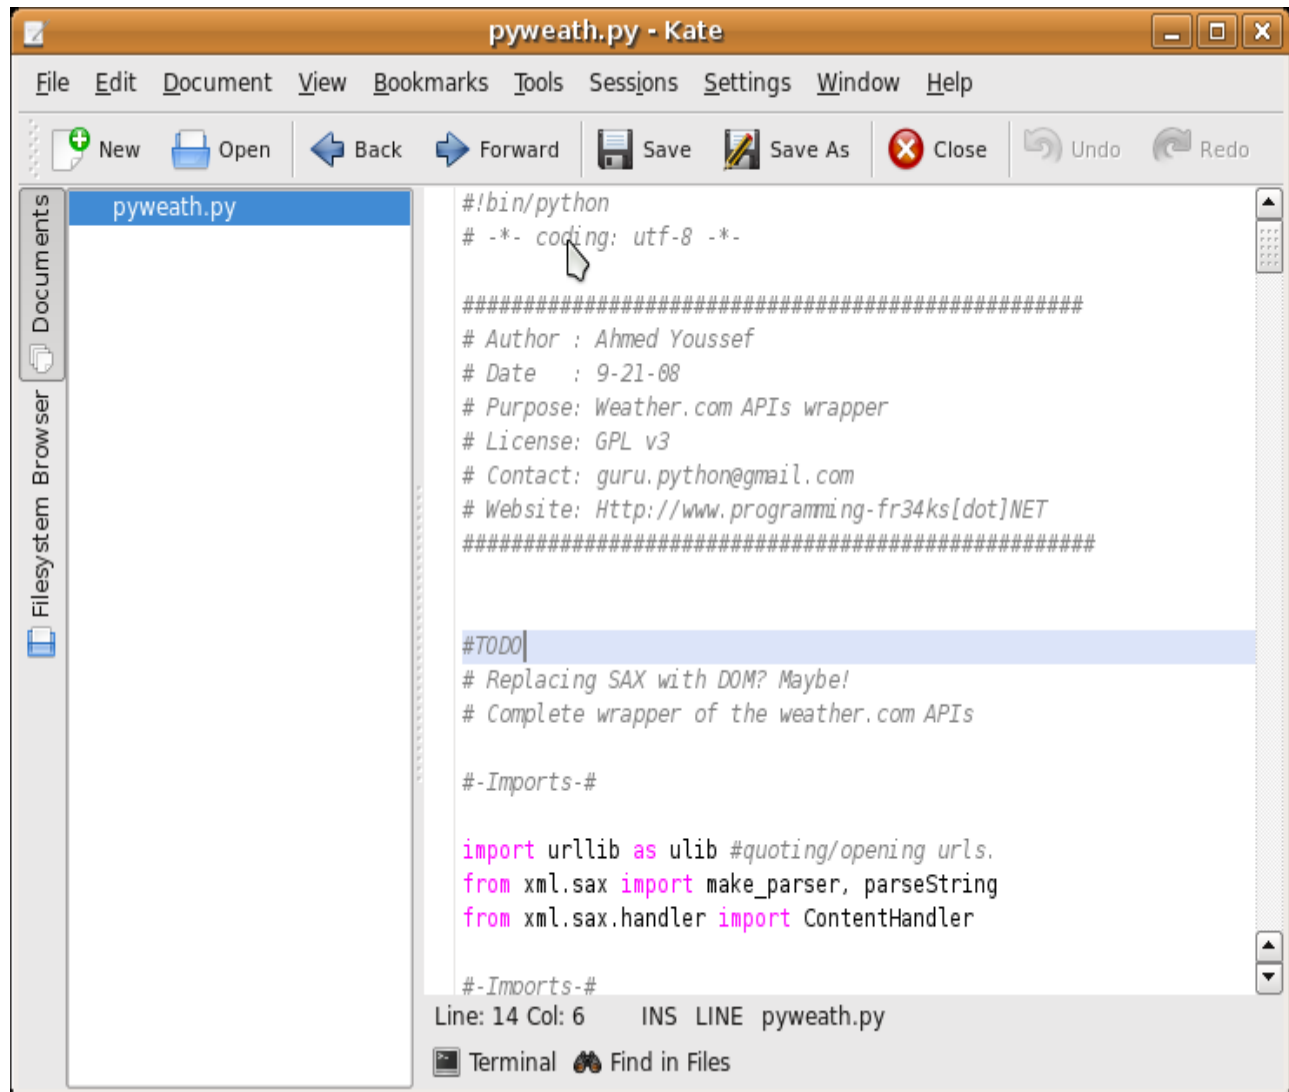 pyweath.py - Kate
File Edit Document View Bookmarks Tools Sessions Settings Window Help
New Open Back Forward Save Save As Close Undo Redo
Documents
Filesystem Browser
pyweath.py
#!bin/python
# -*- coding: utf-8 -*-
###################################################
# Author : Ahmed Youssef
# Date   : 9-21-08
# Purpose: Weather.com APIs wrapper
# License: GPL v3
# Contact: guru.python@gmail.com
# Website: Http://www.programming-fr34ks[dot]NET
####################################################
#TODO
# Replacing SAX with DOM? Maybe!
# Complete wrapper of the weather.com APIs
#-Imports-#
import urllib as ulib #quoting/opening urls.
from xml.sax import make_parser, parseString
from xml.sax.handler import ContentHandler
#-Imports-#
Line: 14 Col: 6 INS LINE pyweath.py
Terminal Find in Files